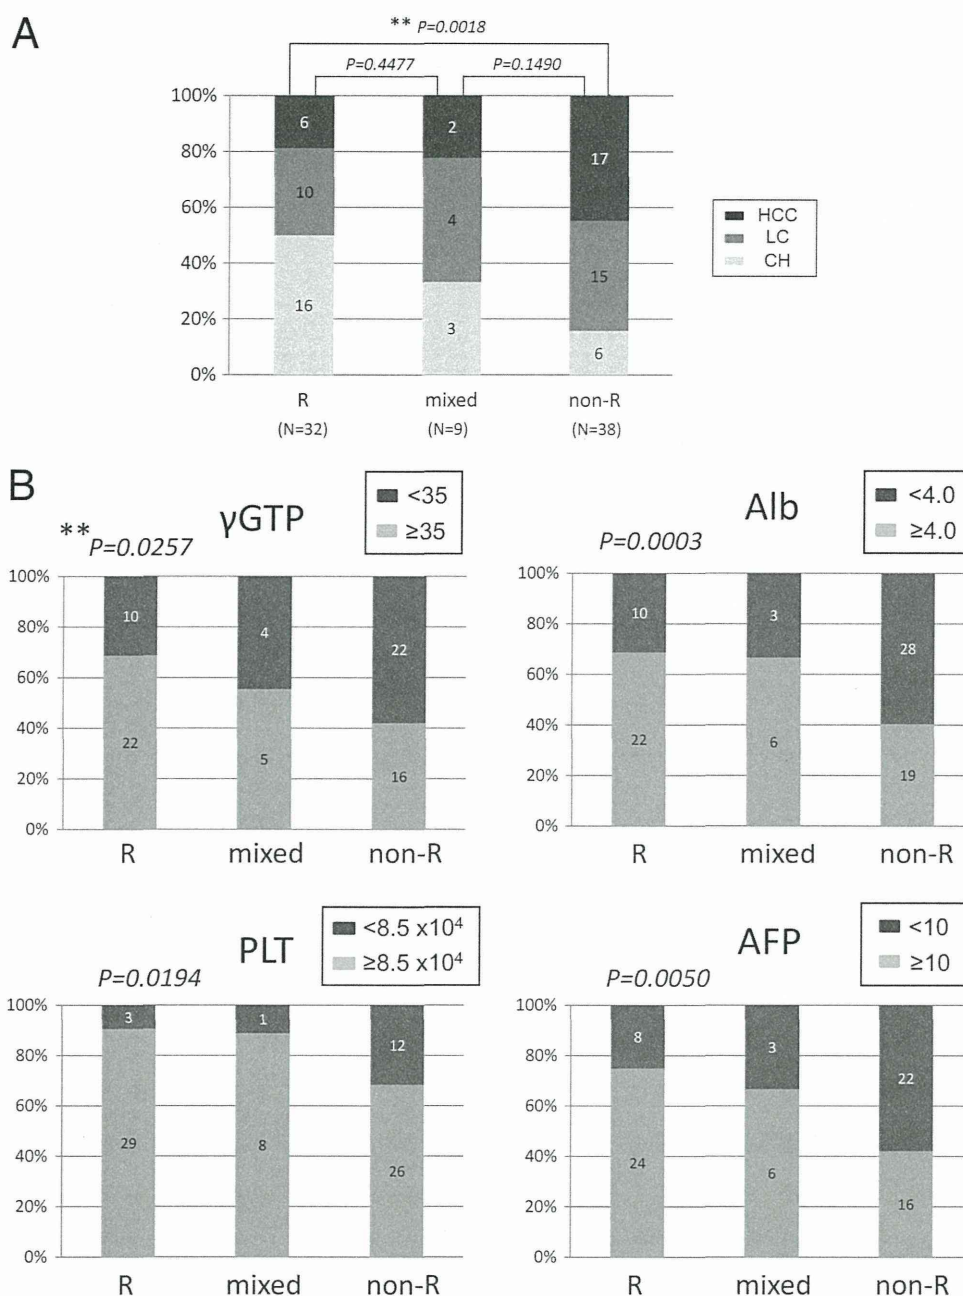 A
** P=0.0018
P=0.4477 P=0.1490
100%
80%
60%
40%
20%
0%
6 2 17
10 4 15
16 3 6
HCC
LC
CH
R mixed non-R
(N=32) (N=9) (N=38)
B
γGTP
<35
≥35
** P=0.0257
100%
80%
60%
40%
20%
0%
10 4 22
22 5 16
R mixed non-R
Alb
<4.0
≥4.0
P=0.0003
100%
80%
60%
40%
20%
0%
10 3 28
22 6 19
R mixed non-R
PLT
<8.5 x10⁴
≥8.5 x10⁴
P=0.0194
100%
80%
60%
40%
20%
0%
3 1 12
29 8 26
R mixed non-R
AFP
<10
≥10
P=0.0050
100%
80%
60%
40%
20%
0%
8 3 22
24 6 16
R mixed non-R